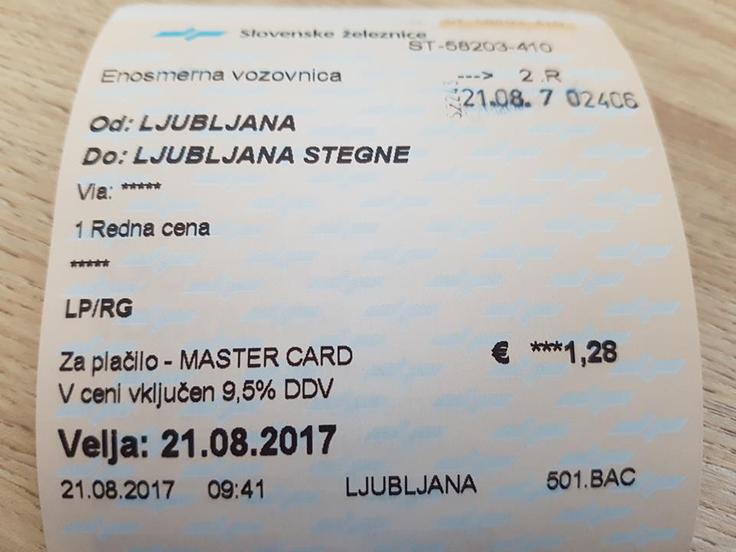 Slovenske železnice
ST-58203-410
Enosmerna vozovnica ---> 2.R
21.08. 7 02406
Od: LJUBLJANA
Do: LJUBLJANA STEGNE
Via: *****
1 Redna cena
*****
LP/RG
Za plačilo - MASTER CARD € ***1,28
V ceni vključen 9,5% DDV
Velja: 21.08.2017
21.08.2017 09:41 LJUBLJANA 501.BAC